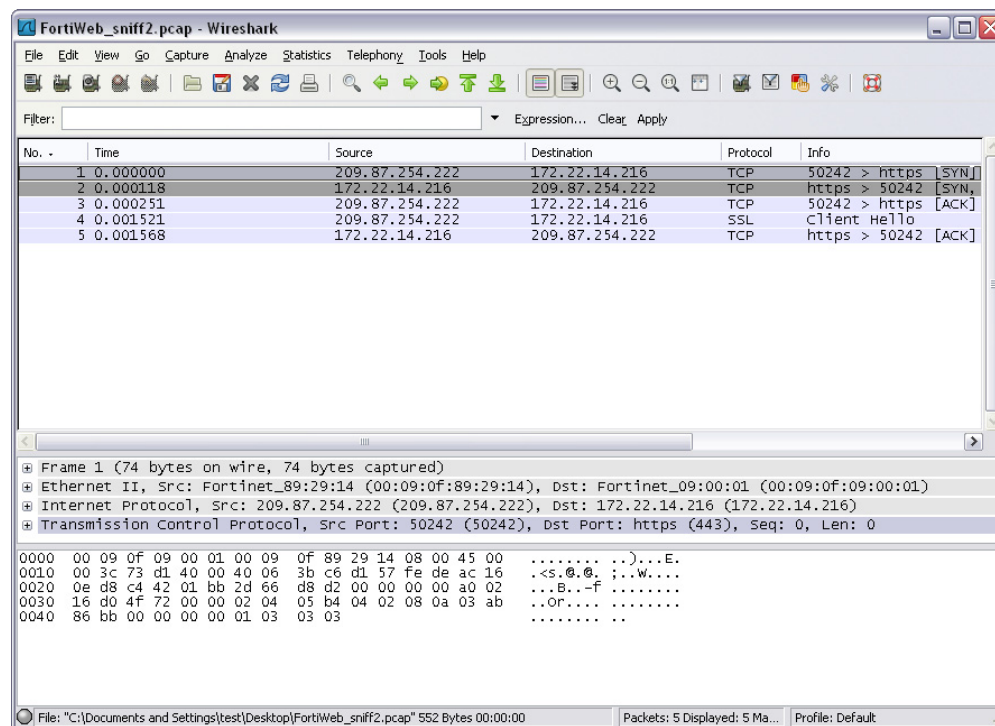 FortiWeb_sniff2.pcap - Wireshark
File Edit View Go Capture Analyze Statistics Telephony Tools Help
Filter: Expression... Clear Apply
No. Time Source Destination Protocol Info
1 0.000000 209.87.254.222 172.22.14.216 TCP 50242 > https [SYN]
2 0.000118 172.22.14.216 209.87.254.222 TCP https > 50242 [SYN,
3 0.000251 209.87.254.222 172.22.14.216 TCP 50242 > https [ACK]
4 0.001521 209.87.254.222 172.22.14.216 SSL Client Hello
5 0.001568 172.22.14.216 209.87.254.222 TCP https > 50242 [ACK]
Frame 1 (74 bytes on wire, 74 bytes captured)
Ethernet II, Src: Fortinet_89:29:14 (00:09:0f:89:29:14), Dst: Fortinet_09:00:01 (00:09:0f:09:00:01)
Internet Protocol, Src: 209.87.254.222 (209.87.254.222), Dst: 172.22.14.216 (172.22.14.216)
Transmission Control Protocol, Src Port: 50242 (50242), Dst Port: https (443), Seq: 0, Len: 0
0000 00 09 0f 09 00 01 00 09 0f 89 29 14 08 00 45 00 ........ ..)...E.
0010 00 3c 73 d1 40 00 40 06 3b c6 d1 57 fe de ac 16 .<s.@.@. ;..W....
0020 0e d8 c4 42 01 bb 2d 66 d8 d2 00 00 00 00 a0 02 ...B..-f ........
0030 16 d0 4f 72 00 00 02 04 05 b4 04 02 08 0a 03 ab ..Or.... ........
0040 86 bb 00 00 00 00 01 03 03 03 ........ ..
File: "C:\Documents and Settings\test\Desktop\FortiWeb_sniff2.pcap" 552 Bytes 00:00:00 Packets: 5 Displayed: 5 Ma... Profile: Default